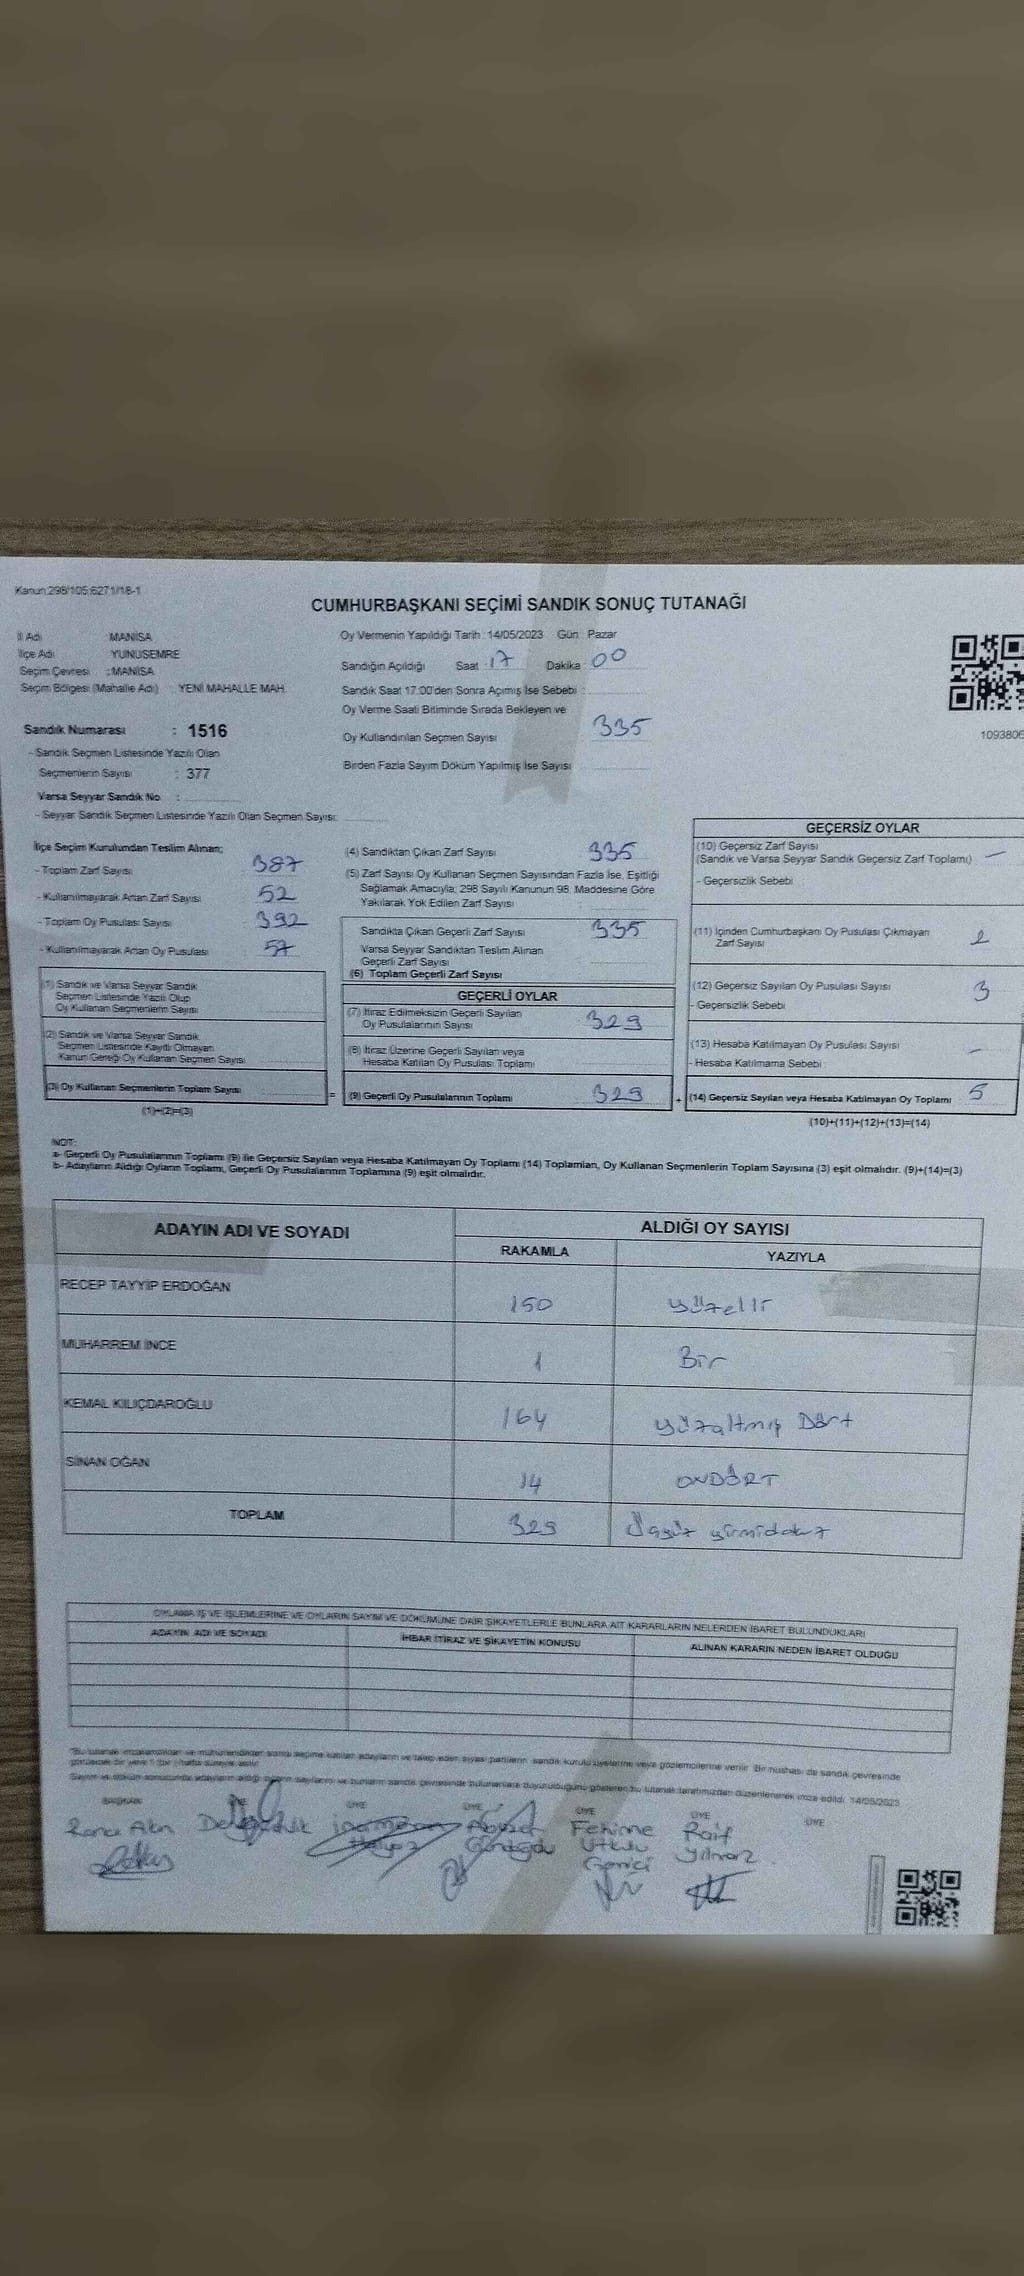 Kanun:298/105;6271/18-1
CUMHURBAŞKANI SEÇİMİ SANDIK SONUÇ TUTANAĞI
İl Adı MANİSA
İlçe Adı YUNUSEMRE
Seçim Çevresi : MANİSA
Seçim Bölgesi (Mahalle Adı) : YENİ MAHALLE MAH.
Oy Vermenin Yapıldığı Tarih : 14/05/2023 Gün : Pazar
Sandığın Açıldığı Saat : 17 Dakika : 00
Sandık Saat 17:00'den Sonra Açımış İse Sebebi :
Oy Verme Saati Bitiminde Sırada Bekleyen ve
Oy Kullandırılan Seçmen Sayısı 335
Birden Fazla Sayım Döküm Yapılmış İse Sayısı
1093806
Sandık Numarası : 1516
- Sandık Seçmen Listesinde Yazılı Olan
Seçmenlerin Sayısı : 377
Varsa Seyyar Sandık No :
- Seyyar Sandık Seçmen Listesinde Yazılı Olan Seçmen Sayısı:
İlçe Seçim Kurulundan Teslim Alınan;
- Toplam Zarf Sayısı 387
- Kullanılmayarak Artan Zarf Sayısı 52
- Toplam Oy Pusulası Sayısı 392
- Kullanılmayarak Artan Oy Pusulası 57
(1) Sandık ve Varsa Seyyar Sandık
Seçmen Listesinde Yazılı Olup
Oy Kullanan Seçmenlerin Sayısı
(2) Sandık ve Varsa Seyyar Sandık
Seçmen Listesinde Kayıtlı Olmayan
Kanun Gereği Oy Kullanan Seçmen Sayısı
(3) Oy Kullanan Seçmenlerin Toplam Sayısı
(1)+(2)=(3)
(4) Sandıktan Çıkan Zarf Sayısı 335
(5) Zarf Sayısı Oy Kullanan Seçmen Sayısından Fazla İse, Eşitliği
Sağlamak Amacıyla; 298 Sayılı Kanunun 98. Maddesine Göre
Yakılarak Yok Edilen Zarf Sayısı
Sandıkta Çıkan Geçerli Zarf Sayısı 335
Varsa Seyyar Sandıktan Teslim Alınan
Geçerli Zarf Sayısı
(6) Toplam Geçerli Zarf Sayısı
GEÇERLİ OYLAR
(7) İtiraz Edilmeksizin Geçerli Sayılan
Oy Pusulalarının Sayısı 329
(8) İtiraz Üzerine Geçerli Sayılan veya
Hesaba Katılan Oy Pusulası Toplamı
= (9) Geçerli Oy Pusulalarının Toplamı 329
GEÇERSİZ OYLAR
(10) Geçersiz Zarf Sayısı
(Sandık ve Varsa Seyyar Sandık Geçersiz Zarf Toplamı) —
- Geçersizlik Sebebi
(11) İçinden Cumhurbaşkanı Oy Pusulası Çıkmayan
Zarf Sayısı 2
(12) Geçersiz Sayılan Oy Pusulası Sayısı 3
- Geçersizlik Sebebi
(13) Hesaba Katılmayan Oy Pusulası Sayısı —
- Hesaba Katılmama Sebebi
+ (14) Geçersiz Sayılan veya Hesaba Katılmayan Oy Toplamı 5
(10)+(11)+(12)+(13)=(14)
NOT:
a- Geçerli Oy Pusulalarının Toplamı (9) ile Geçersiz Sayılan veya Hesaba Katılmayan Oy Toplamı (14) Toplamları, Oy Kullanan Seçmenlerin Toplam Sayısına (3) eşit olmalıdır. (9)+(14)=(3)
b- Adayların Aldığı Oyların Toplamı, Geçerli Oy Pusulalarının Toplamına (9) eşit olmalıdır.
ADAYIN ADI VE SOYADI ALDIĞI OY SAYISI
RAKAMLA YAZIYLA
RECEP TAYYİP ERDOĞAN 150 yüzelli
MUHARREM İNCE 1 Bir
KEMAL KILIÇDAROĞLU 164 yüzaltmış Dört
SİNAN OĞAN 14 ONDÖRT
TOPLAM 329 Üçyüz yirmidokuz
OYLAMA İŞ VE İŞLEMLERİNE VE OYLARIN SAYIM VE DÖKÜMÜNE DAİR ŞİKAYETLERLE BUNLARA AİT KARARLARIN NELERDEN İBARET BULUNDUKLARI
ADAYIN ADI VE SOYADI İHBAR İTİRAZ VE ŞİKAYETİN KONUSU ALINAN KARARIN NEDEN İBARET OLDUĞU
BAŞKAN ÜYE ÜYE ÜYE ÜYE ÜYE
Fehime Raif
Utkulu Yılmaz